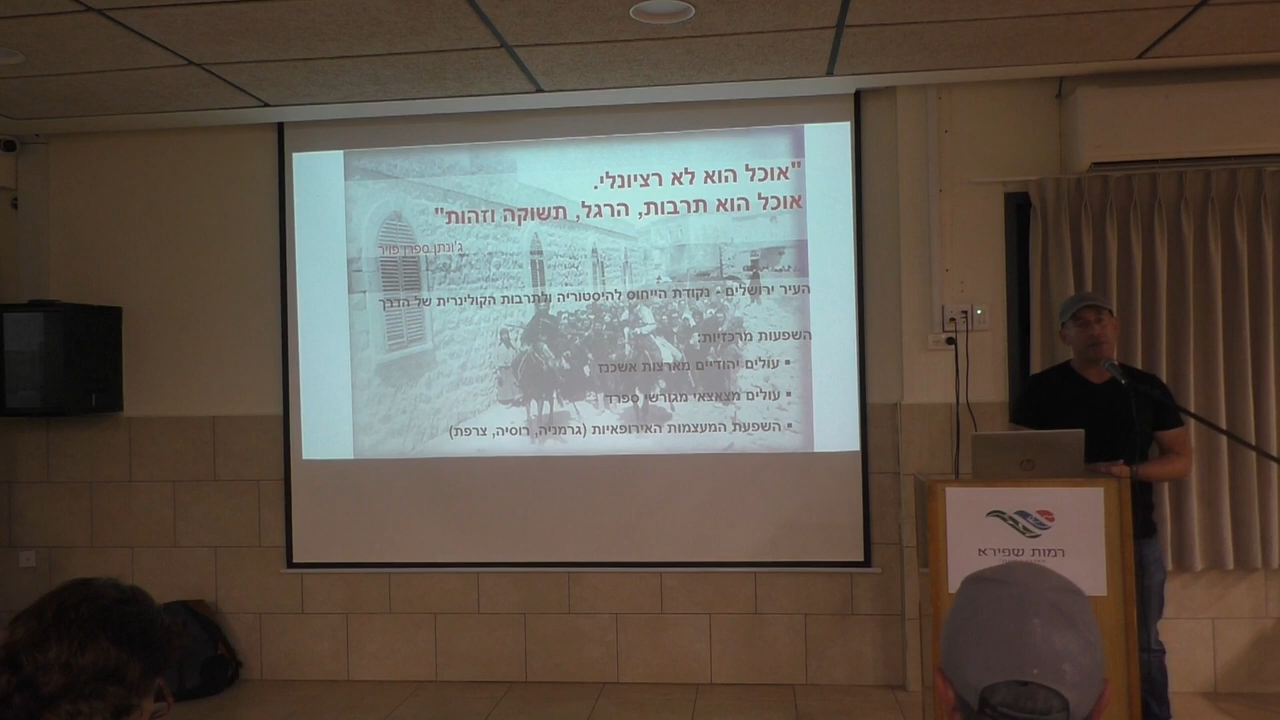 "אוכל הוא לא רציונלי.
אוכל הוא תרבות, הרגל, תשוקה וזהות"
ג'ונתן ספרן פויר
העיר ירושלים - נקודת הייחוס להיסטוריה ולתרבות הקולינרית של הדרך
השפעות מרכזיות:
▪ עולים יהודיים מארצות אשכנז
▪ עולים מצאצאי מגורשי ספרד
▪ השפעת המעצמות האירופאיות (גרמניה, רוסיה, צרפת)
hp
רמות שפירא